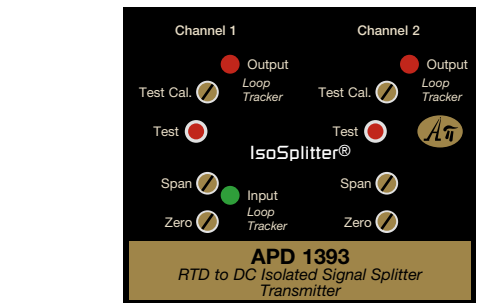 Channel 1
Channel 2
Output
Loop
Tracker
Output
Loop
Tracker
Test Cal.
Test Cal.
Test
Test
Aπ
IsoSplitter®
Span
Span
Input
Loop
Tracker
Zero
Zero
APD 1393
RTD to DC Isolated Signal Splitter
Transmitter